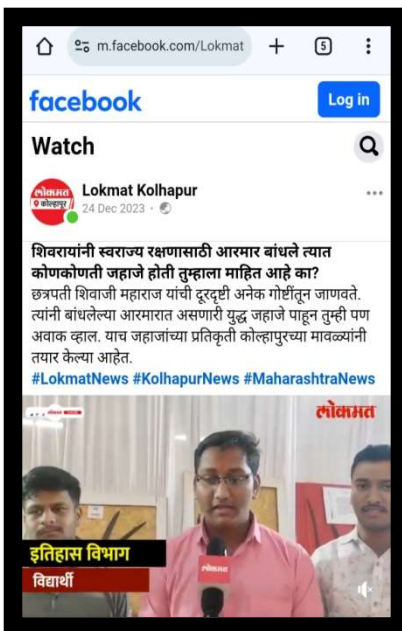 m.facebook.com/Lokmat
5
facebook
Log in
Watch
लोकमत
कोल्हापूर
Lokmat Kolhapur
24 Dec 2023 ·
शिवरायांनी स्वराज्य रक्षणासाठी आरमार बांधले त्यात
कोणकोणती जहाजे होती तुम्हाला माहित आहे का?
छत्रपती शिवाजी महाराज यांची दूरदृष्टी अनेक गोष्टींतून जाणवते.
त्यांनी बांधलेल्या आरमारात असणारी युद्ध जहाजे पाहून तुम्ही पण
अवाक व्हाल. याच जहाजांच्या प्रतिकृती कोल्हापुरच्या मावळ्यांनी
तयार केल्या आहेत.
#LokmatNews #KolhapurNews #MaharashtraNews
लोकमत
इतिहास विभाग
विद्यार्थी
लोकमत